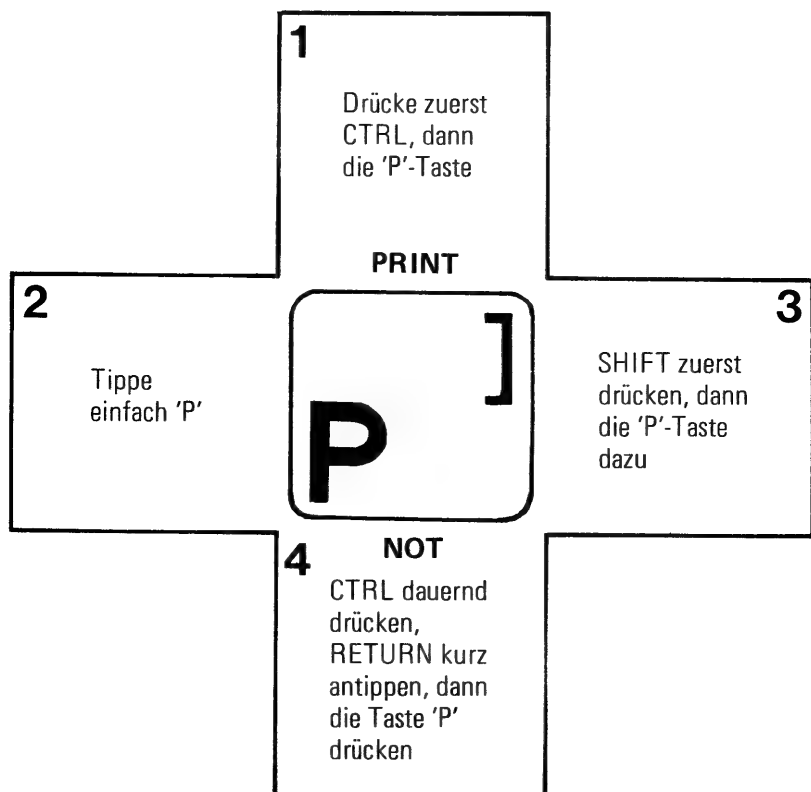 1
Drücke zuerst
CTRL, dann
die 'P'-Taste
PRINT
2
Tippe
einfach 'P'
P
]
3
SHIFT zuerst
drücken, dann
die 'P'-Taste
dazu
NOT
4
CTRL dauernd
drücken,
RETURN kurz
antippen, dann
die Taste 'P'
drücken